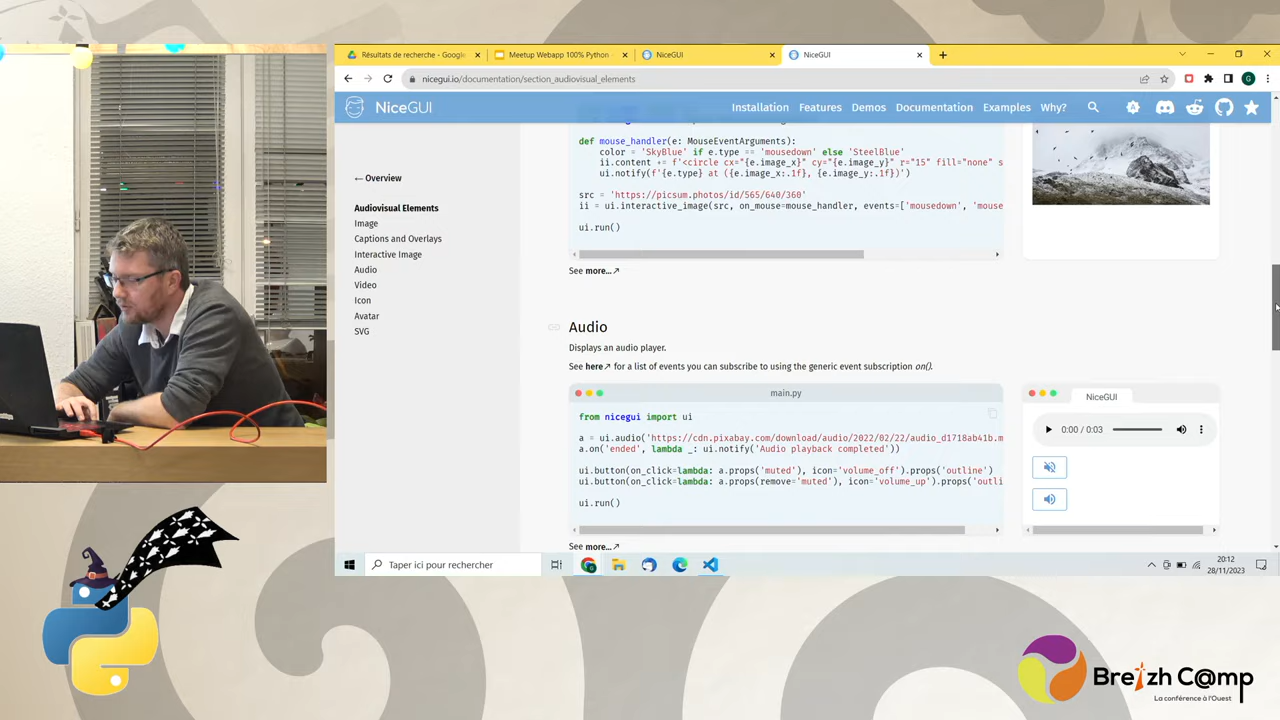 Résultats de recherche - Google
Meetup Webapp 100% Python
NiceGUI
NiceGUI
nicegui.io/documentation/section_audiovisual_elements
NiceGUI
Installation Features Demos Documentation Examples Why?
← Overview
Audiovisual Elements
Image
Captions and Overlays
Interactive Image
Audio
Video
Icon
Avatar
SVG
def mouse_handler(e: MouseEventArguments):
color = 'SkyBlue' if e.type == 'mousedown' else 'SteelBlue'
ii.content += f'<circle cx="{e.image_x}" cy="{e.image_y}" r="15" fill="none" s
ui.notify(f'{e.type} at ({e.image_x:.1f}, {e.image_y:.1f})')
src = 'https://picsum.photos/id/565/640/360'
ii = ui.interactive_image(src, on_mouse=mouse_handler, events=['mousedown', 'mouse
ui.run()
See more...↗
Audio
Displays an audio player.
See here↗ for a list of events you can subscribe to using the generic event subscription on().
main.py
from nicegui import ui
a = ui.audio('https://cdn.pixabay.com/download/audio/2022/02/22/audio_d1718ab41b.m
a.on('ended', lambda _: ui.notify('Audio playback completed'))
ui.button(on_click=lambda: a.props('muted'), icon='volume_off').props('outline')
ui.button(on_click=lambda: a.props(remove='muted'), icon='volume_up').props('outli
ui.run()
See more...↗
NiceGUI
0:00 / 0:03
Taper ici pour rechercher
20:12
28/11/2023
Breizh C@mp
La conférence à l'Ouest